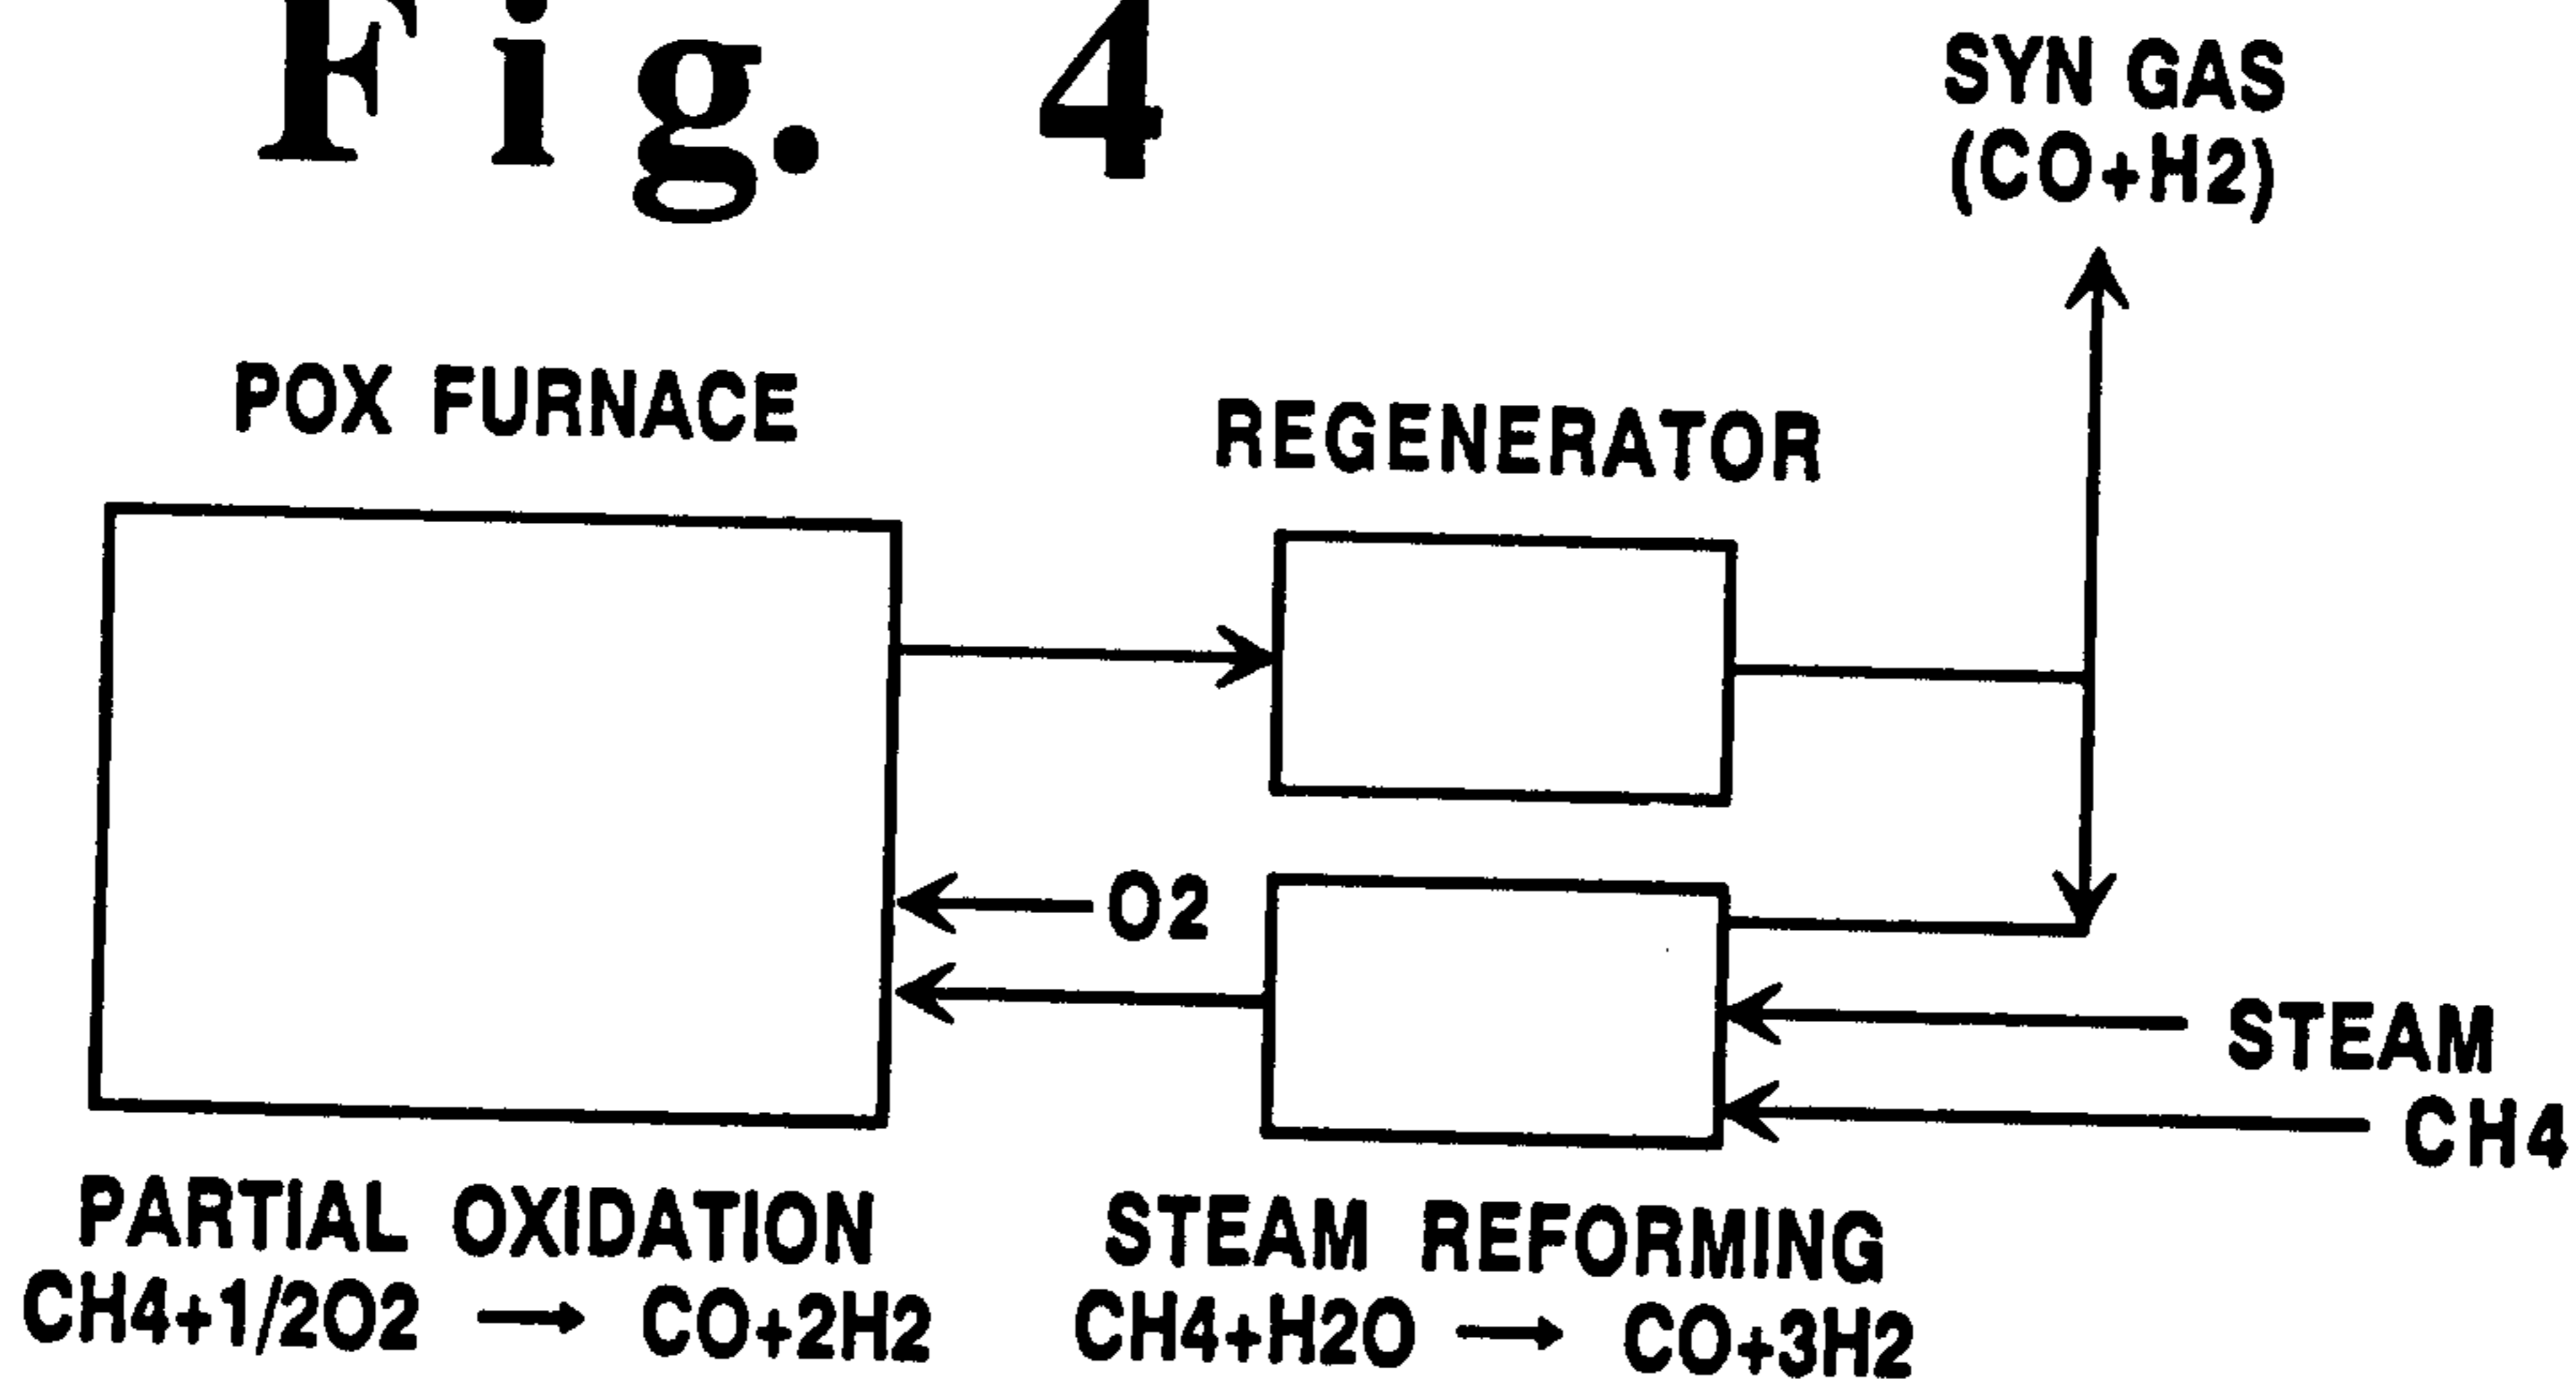 Fig. 4
SYN GAS
(CO+H2)
POX FURNACE
REGENERATOR
O2
STEAM
CH4
PARTIAL OXIDATION
CH4+1/2O2 → CO+2H2
STEAM REFORMING
CH4+H2O → CO+3H2